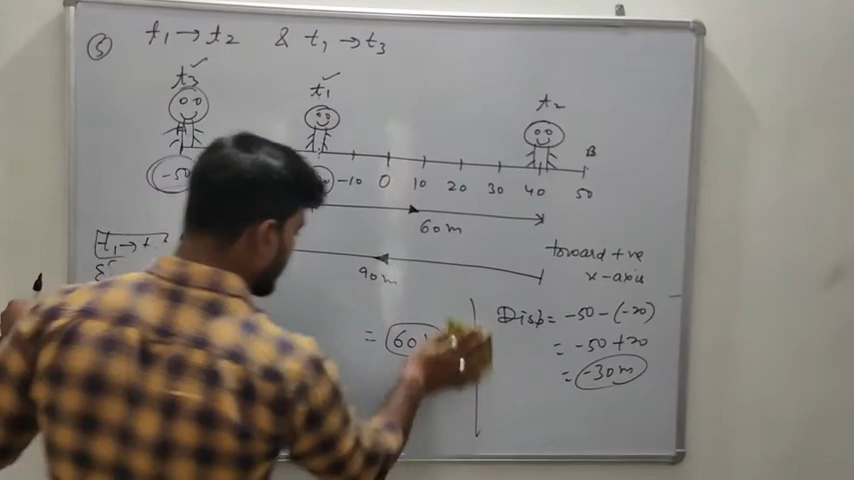 ⑤ t₁ → t₂ & t₁ → t₃
t₃ ✓ t₁ ✓ t₂
B
-50 -10 0 10 20 30 40 50
60 m
t₁ →
90 m
toward +ve
x-axis
Disp = -50 - (-20)
= 60
= -50 + 20
= -30 m